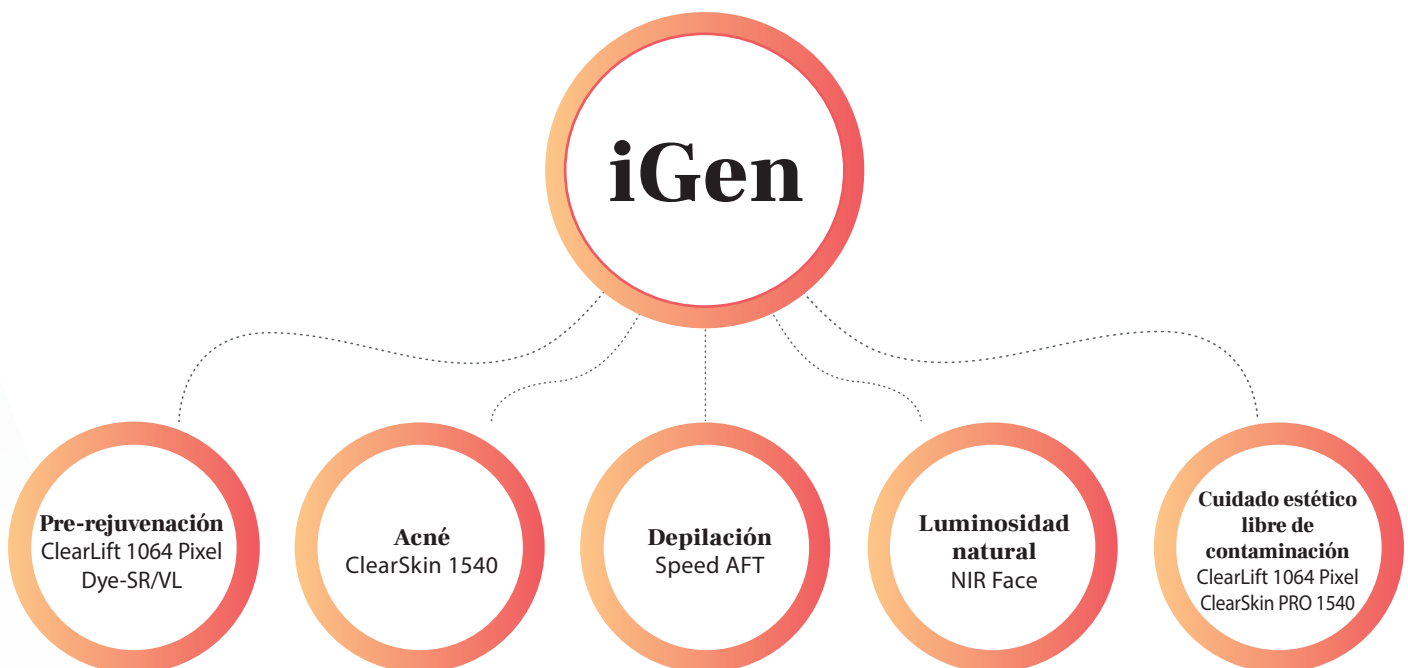 iGen
Pre-rejuvenación
ClearLift 1064 Pixel
Dye-SR/VL
Acné
ClearSkin 1540
Depilación
Speed AFT
Luminosidad
natural
NIR Face
Cuidado estético
libre de
contaminación
ClearLift 1064 Pixel
ClearSkin PRO 1540